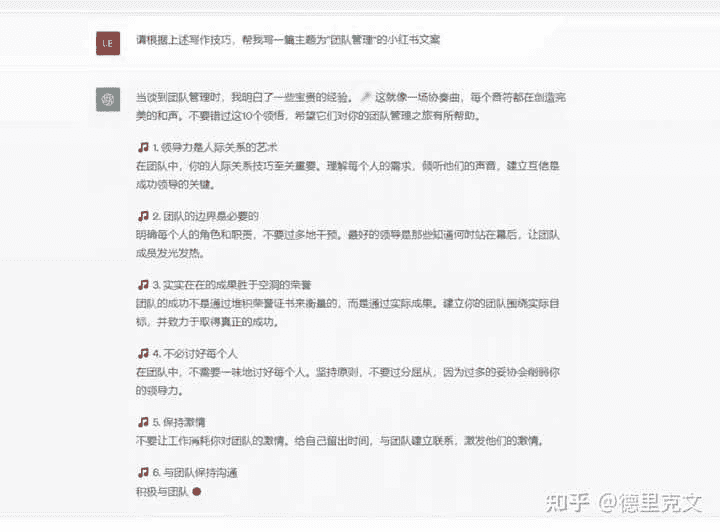 LE
请根据上述写作技巧，帮我写一篇主题为"团队管理"的小红书文案
当谈到团队管理时，我明白了一些宝贵的经验。🎤 这就像一场协奏曲，每个音符都在创造完
美的和声。不要错过这10个领悟，希望它们对你的团队管理之旅有所帮助。
🎵 1. 领导力是人际关系的艺术
在团队中，你的人际关系技巧至关重要。理解每个人的需求，倾听他们的声音，建立互信是
成功领导的关键。
🎵 2. 团队的边界是必要的
明确每个人的角色和职责，不要过多地干预。最好的领导是那些知道何时站在幕后，让团队
成员发光发热。
🎵 3. 实实在在的成果胜于空洞的荣誉
团队的成功不是通过堆积荣誉证书来衡量的，而是通过实际成果。建立你的团队围绕实际目
标，并致力于取得真正的成功。
🎵 4. 不必讨好每个人
在团队中，不需要一味地讨好每个人。坚持原则，不要过分屈从，因为过多的妥协会削弱你
的领导力。
🎵 5. 保持激情
不要让工作消耗你对团队的激情。给自己留出时间，与团队建立联系，激发他们的激情。
🎵 6. 与团队保持沟通
积极与团队
知乎 @德里克文